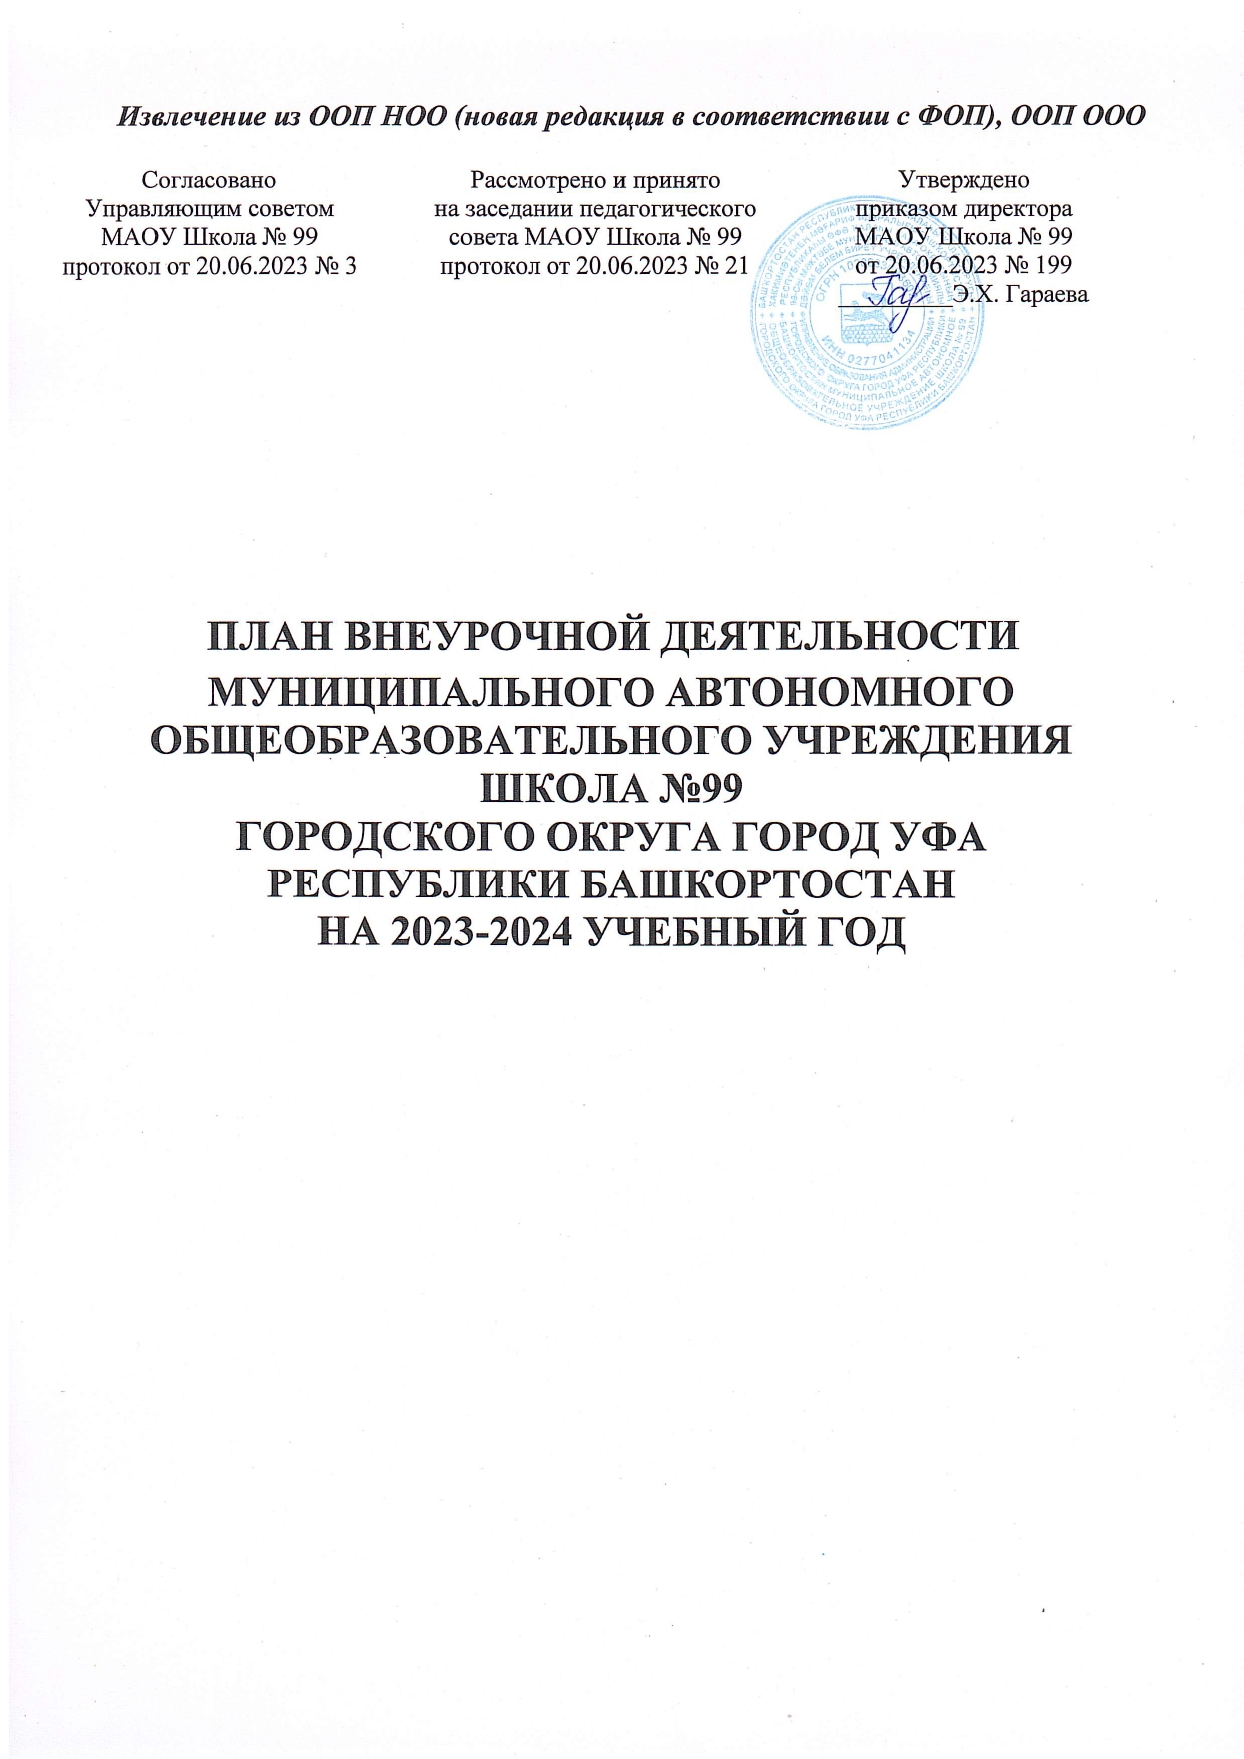 Извлечение из ООП НОО (новая редакция в соответствии с ФОП), ООП ООО
Согласовано
Управляющим советом
МАОУ Школа № 99
протокол от 20.06.2023 № 3
Рассмотрено и принято
на заседании педагогического
совета МАОУ Школа № 99
протокол от 20.06.2023 № 21
Утверждено
приказом директора
МАОУ Школа № 99
от 20.06.2023 № 199
_________Э.Х. Гараева
ИНН 0277041134
ПЛАН ВНЕУРОЧНОЙ ДЕЯТЕЛЬНОСТИ
МУНИЦИПАЛЬНОГО АВТОНОМНОГО
ОБЩЕОБРАЗОВАТЕЛЬНОГО УЧРЕЖДЕНИЯ
ШКОЛА №99
ГОРОДСКОГО ОКРУГА ГОРОД УФА
РЕСПУБЛИКИ БАШКОРТОСТАН
НА 2023-2024 УЧЕБНЫЙ ГОД